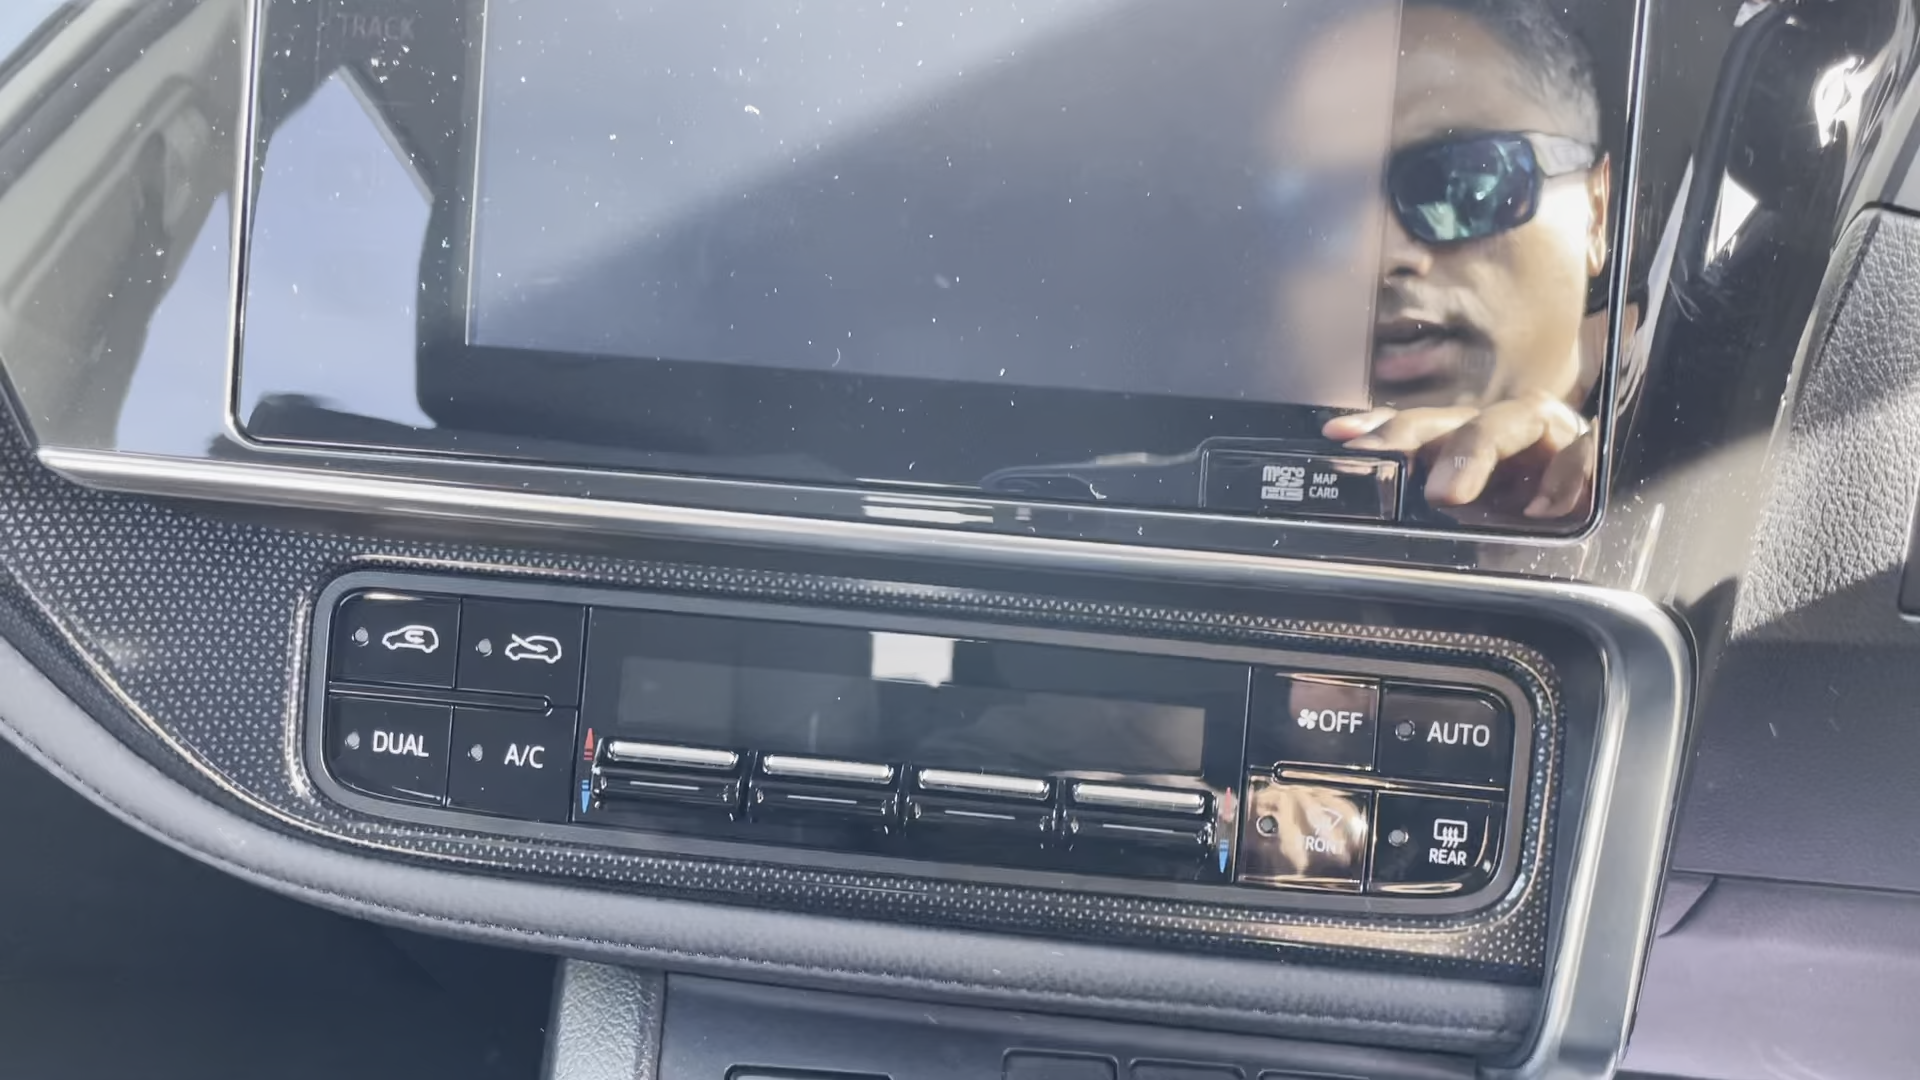 TRACK
micro
SD
HC
MAP
CARD
DUAL
A/C
OFF
AUTO
FRONT
REAR